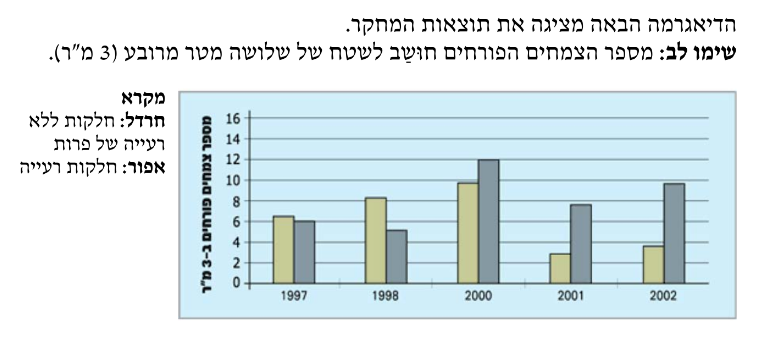 הדיאגרמה הבאה מציגה את תוצאות המחקר.
שימו לב: מספר הצמחים הפורחים חוּשַב לשטח של שלושה מטר מרובע (3 מ"ר).
מקרא
חרדל: חלקות ללא
רעייה של פרות
אפור: חלקות רעייה
מספר צמחים פורחים ב-3 מ"ר
16
14
12
10
8
6
4
2
0
1997 1998 2000 2001 2002